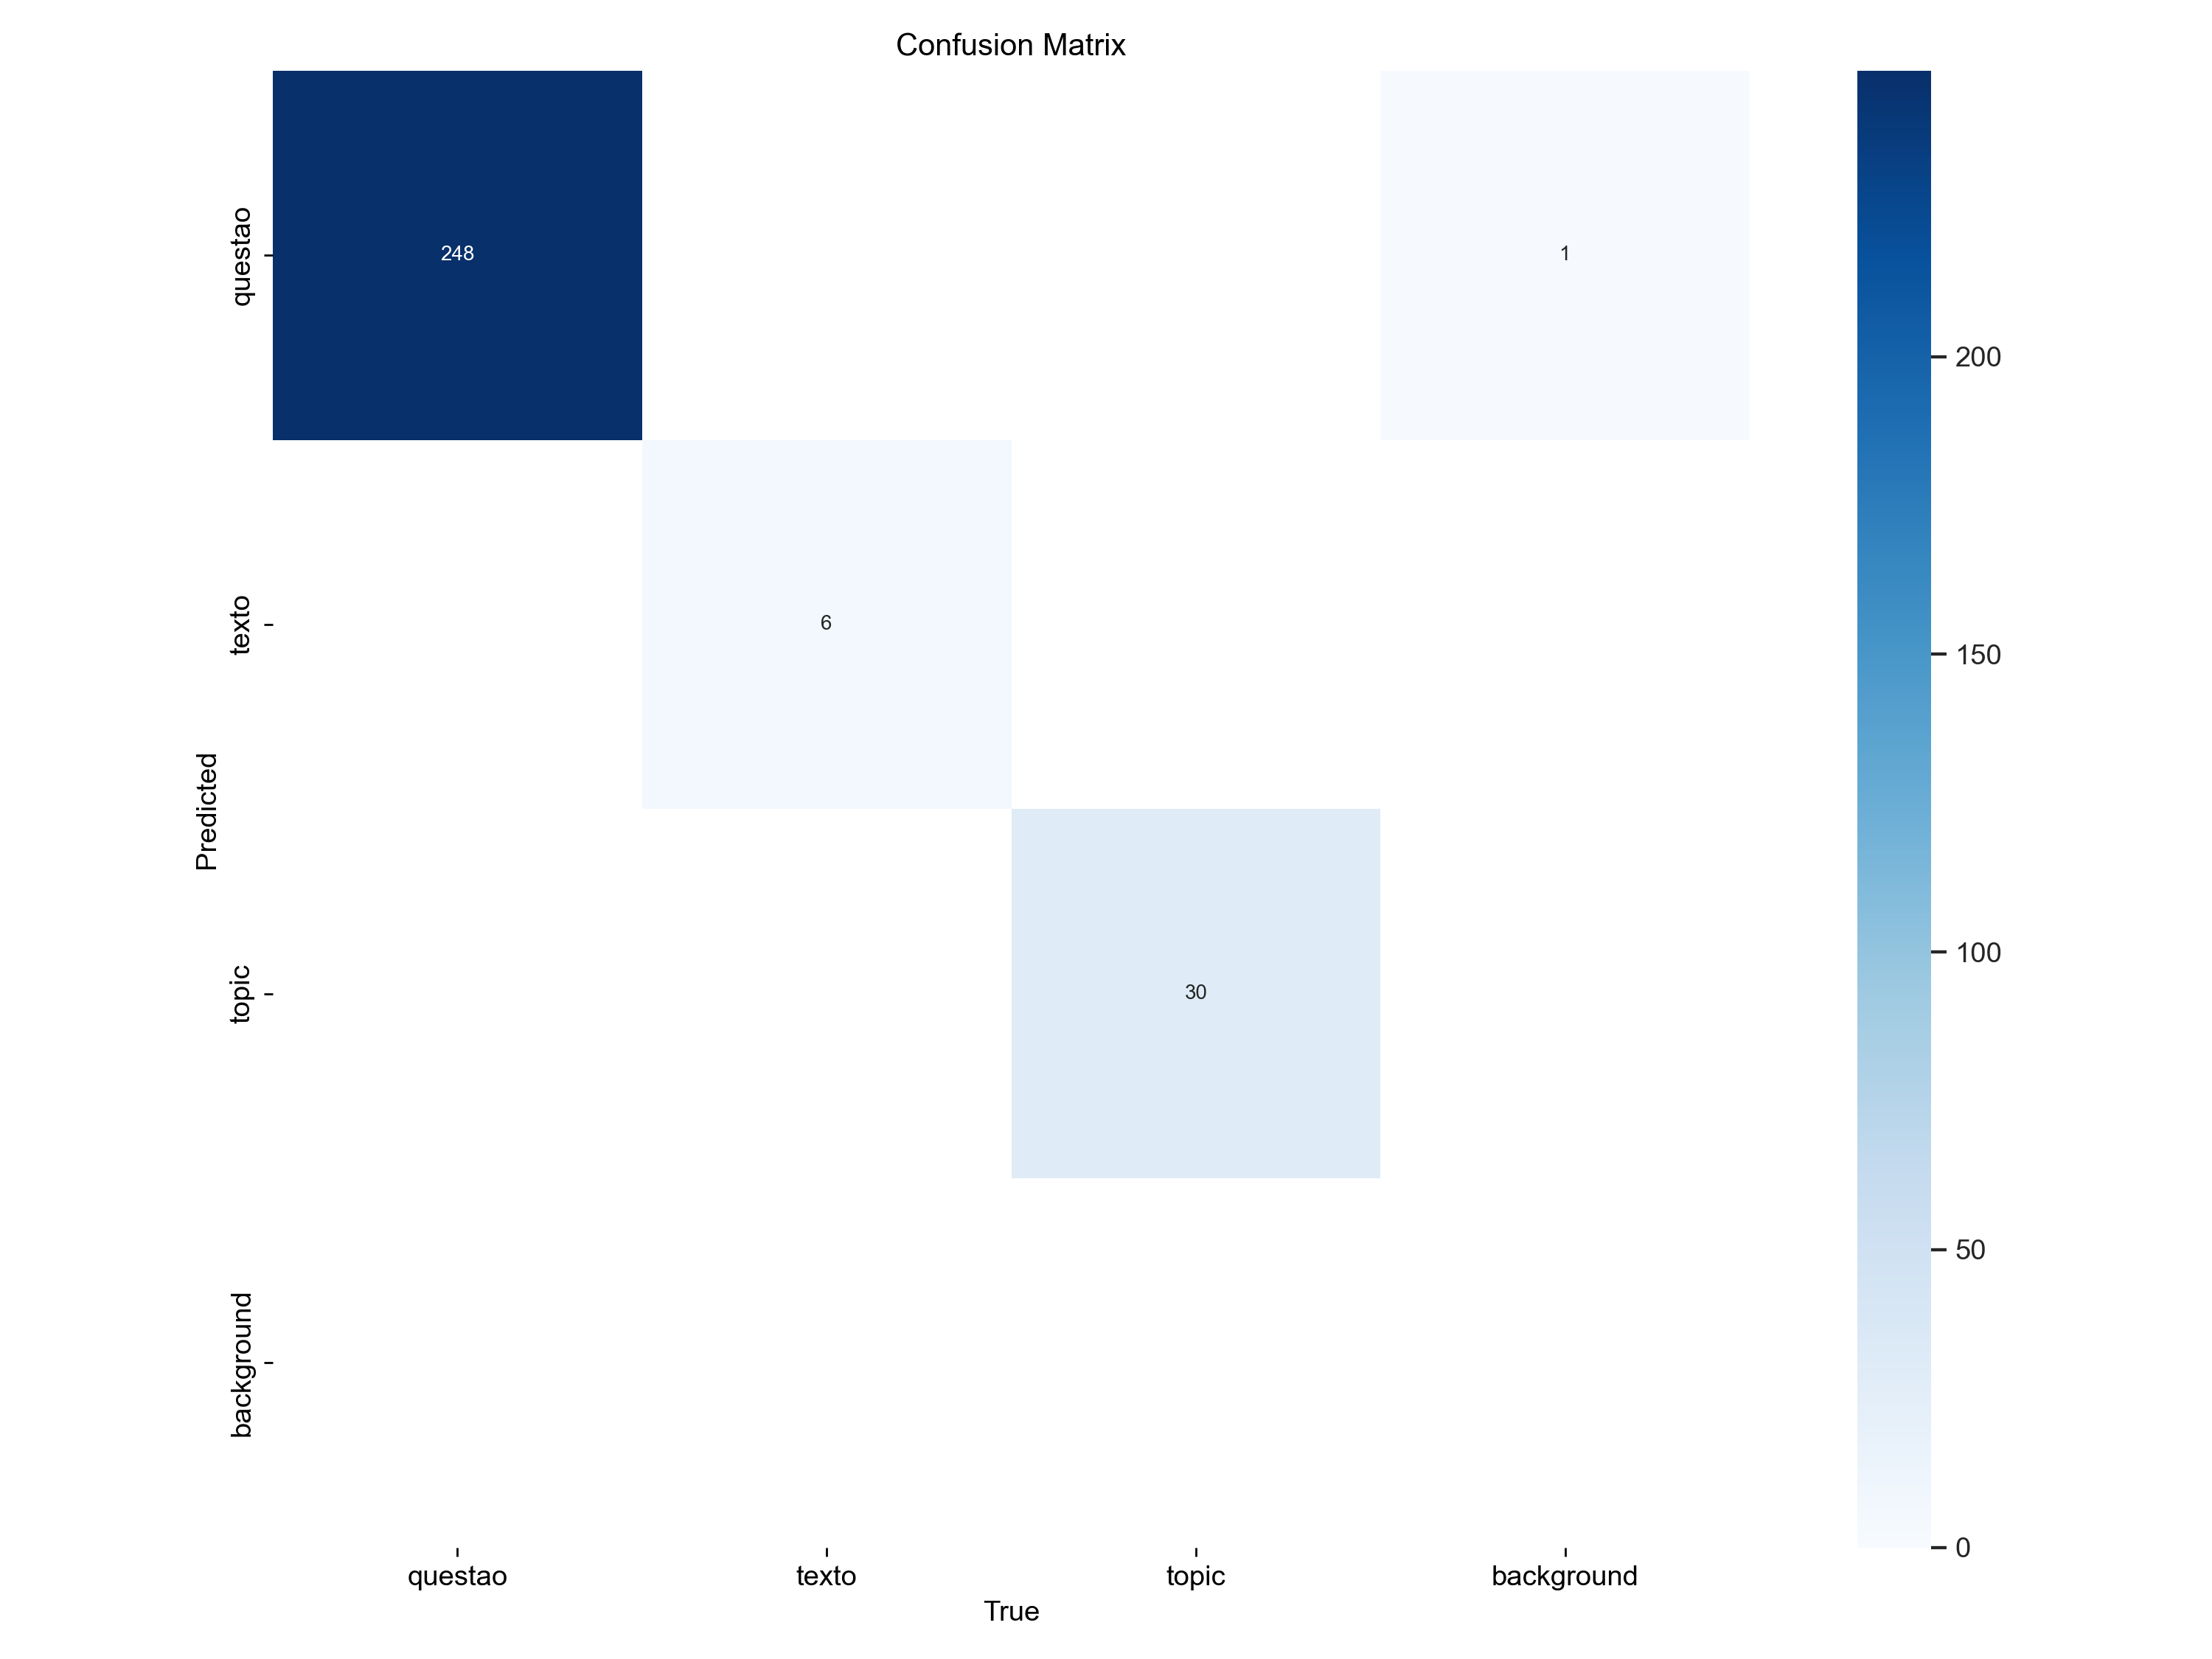 Confusion Matrix
questao
248
1
texto
6
topic
30
background
Predicted
questao
texto
topic
background
True
200
150
100
50
0